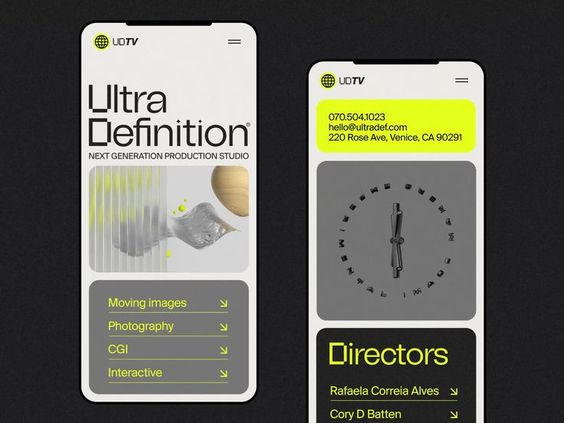 UDTV
Ultra
Definition®
NEXT GENERATION PRODUCTION STUDIO
Moving images
Photography
CGI
Interactive
UDTV
070.504.1023
hello@ultradef.com
220 Rose Ave, Venice, CA 90291
Directors
Rafaela Correia Alves
Cory D Batten